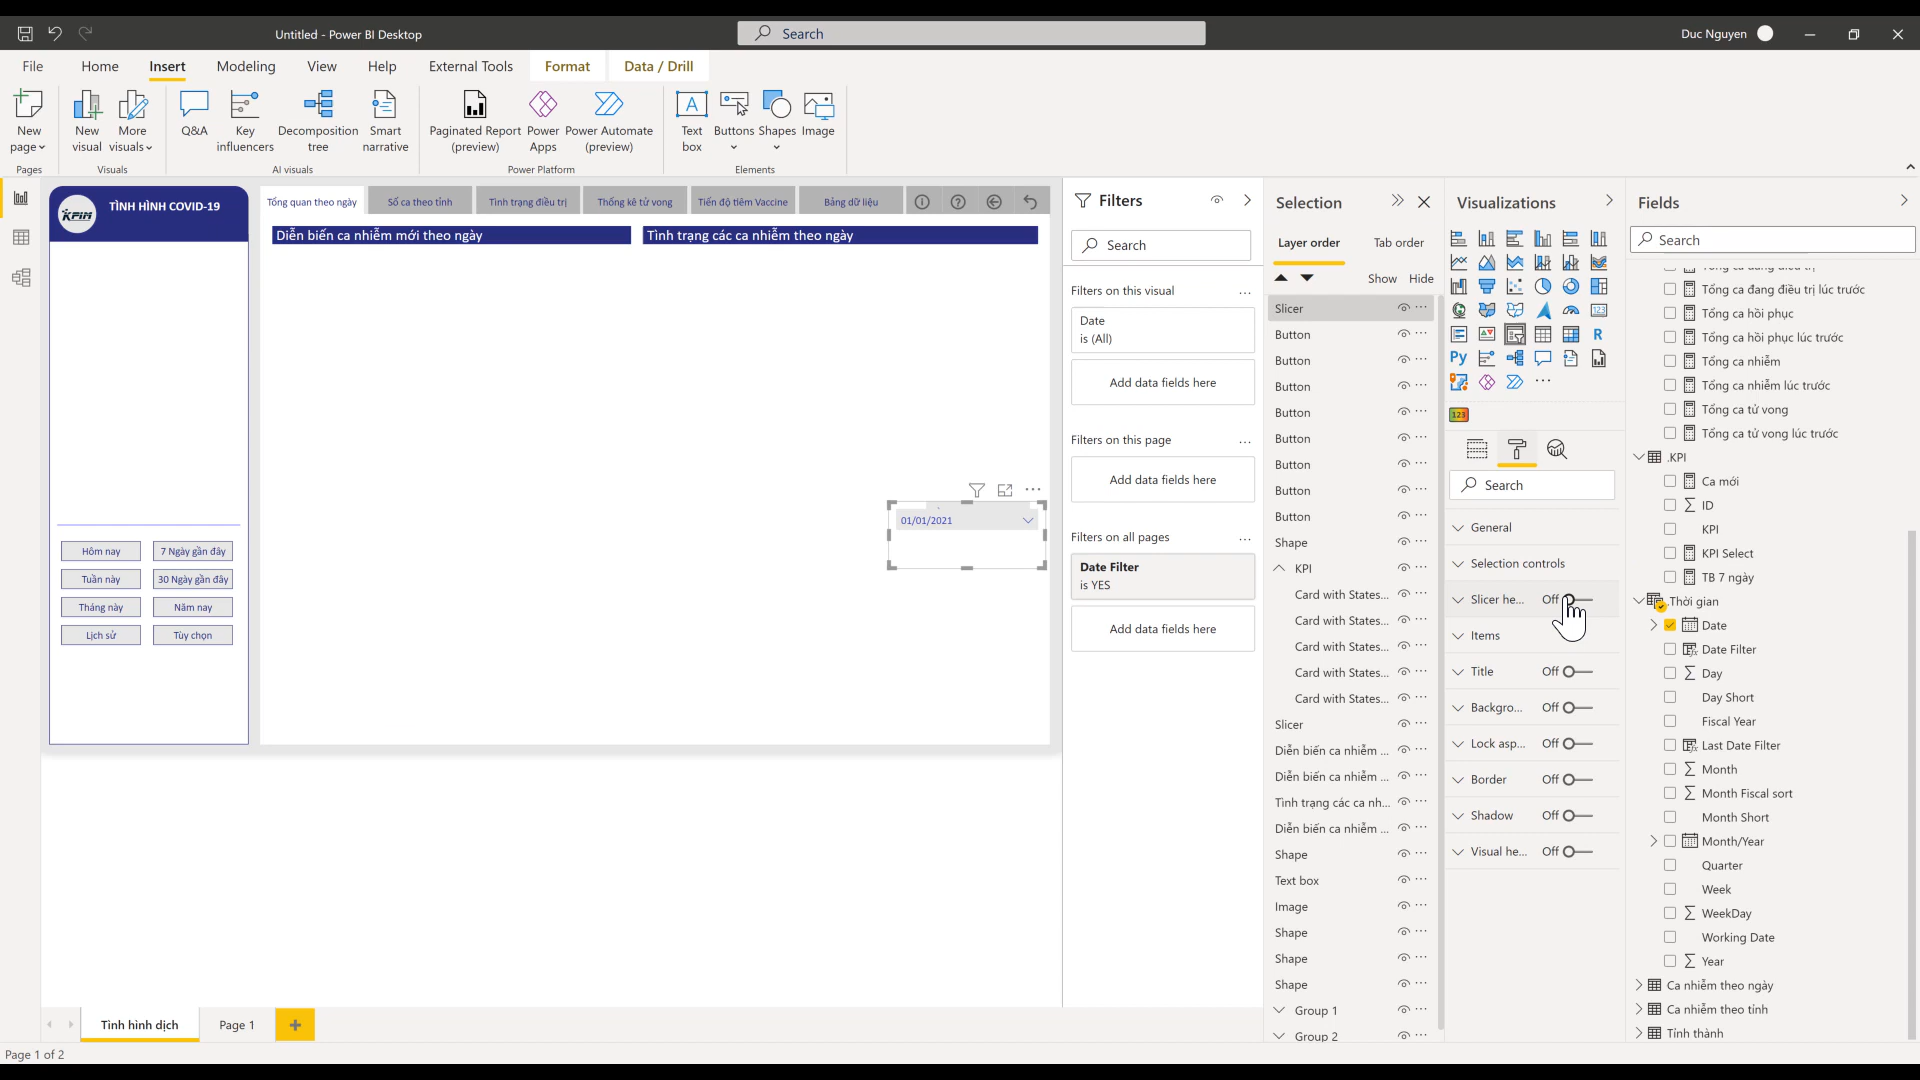 Untitled - Power BI Desktop
Search
Duc Nguyen
File
Home
Insert
Modeling
View
Help
External Tools
Format
Data / Drill
New page
New visual
More visuals
Q&A
Key influencers
Decomposition tree
Smart narrative
Paginated Report (preview)
Power Apps
Power Automate (preview)
Text box
Buttons
Shapes
Image
Pages
Visuals
AI visuals
Power Platform
Elements
KPIM
TÌNH HÌNH COVID-19
Tổng quan theo ngày
Số ca theo tỉnh
Tình trạng điều trị
Thống kê tử vong
Tiến độ tiêm Vaccine
Bảng dữ liệu
Diễn biến ca nhiễm mới theo ngày
Tình trạng các ca nhiễm theo ngày
01/01/2021
Hôm nay
7 Ngày gần đây
Tuần này
30 Ngày gần đây
Tháng này
Năm nay
Lịch sử
Tùy chọn
Filters
Search
Filters on this visual
Date
is (All)
Add data fields here
Filters on this page
Add data fields here
Filters on all pages
Date Filter
is YES
Add data fields here
Selection
Layer order
Tab order
Show
Hide
Slicer
Button
Button
Button
Button
Button
Button
Button
Button
Shape
KPI
Card with States...
Card with States...
Card with States...
Card with States...
Card with States...
Slicer
Diễn biến ca nhiễm ...
Diễn biến ca nhiễm ...
Tình trạng các ca nh...
Diễn biến ca nhiễm ...
Shape
Text box
Image
Shape
Shape
Shape
Group 1
Group 2
Visualizations
R
Py
123
Search
General
Selection controls
Slicer he... Off
Items
Title Off
Backgro... Off
Lock asp... Off
Border Off
Shadow Off
Visual he... Off
Fields
Search
Tổng ca đang điều trị
Tổng ca đang điều trị lúc trước
Tổng ca hồi phục
Tổng ca hồi phục lúc trước
Tổng ca nhiễm
Tổng ca nhiễm lúc trước
Tổng ca tử vong
Tổng ca tử vong lúc trước
.KPI
Ca mới
ID
KPI
KPI Select
TB 7 ngày
.Thời gian
Date
Date Filter
Day
Day Short
Fiscal Year
Last Date Filter
Month
Month Fiscal sort
Month Short
Month/Year
Quarter
Week
WeekDay
Working Date
Year
Ca nhiễm theo ngày
Ca nhiễm theo tỉnh
Tỉnh thành
Tình hình dịch
Page 1
Page 1 of 2